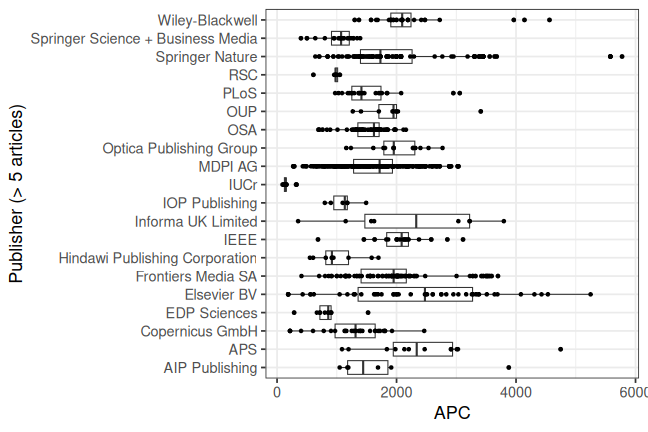 Publisher (> 5 articles)
Wiley-Blackwell
Springer Science + Business Media
Springer Nature
RSC
PLoS
OUP
OSA
Optica Publishing Group
MDPI AG
IUCr
IOP Publishing
Informa UK Limited
IEEE
Hindawi Publishing Corporation
Frontiers Media SA
Elsevier BV
EDP Sciences
Copernicus GmbH
APS
AIP Publishing
0 2000 4000 6000
APC